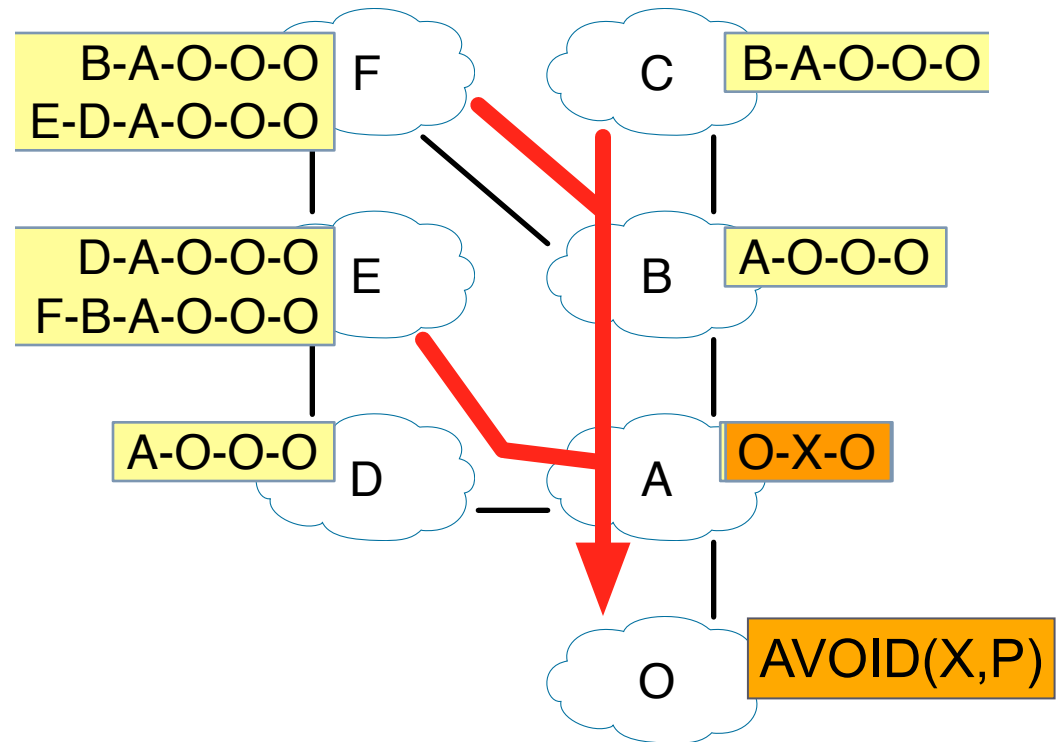 B-A-O-O-O
E-D-A-O-O-O
F
C
B-A-O-O-O
D-A-O-O-O
F-B-A-O-O-O
E
B
A-O-O-O
A-O-O-O
D
A
O-X-O
O
AVOID(X,P)